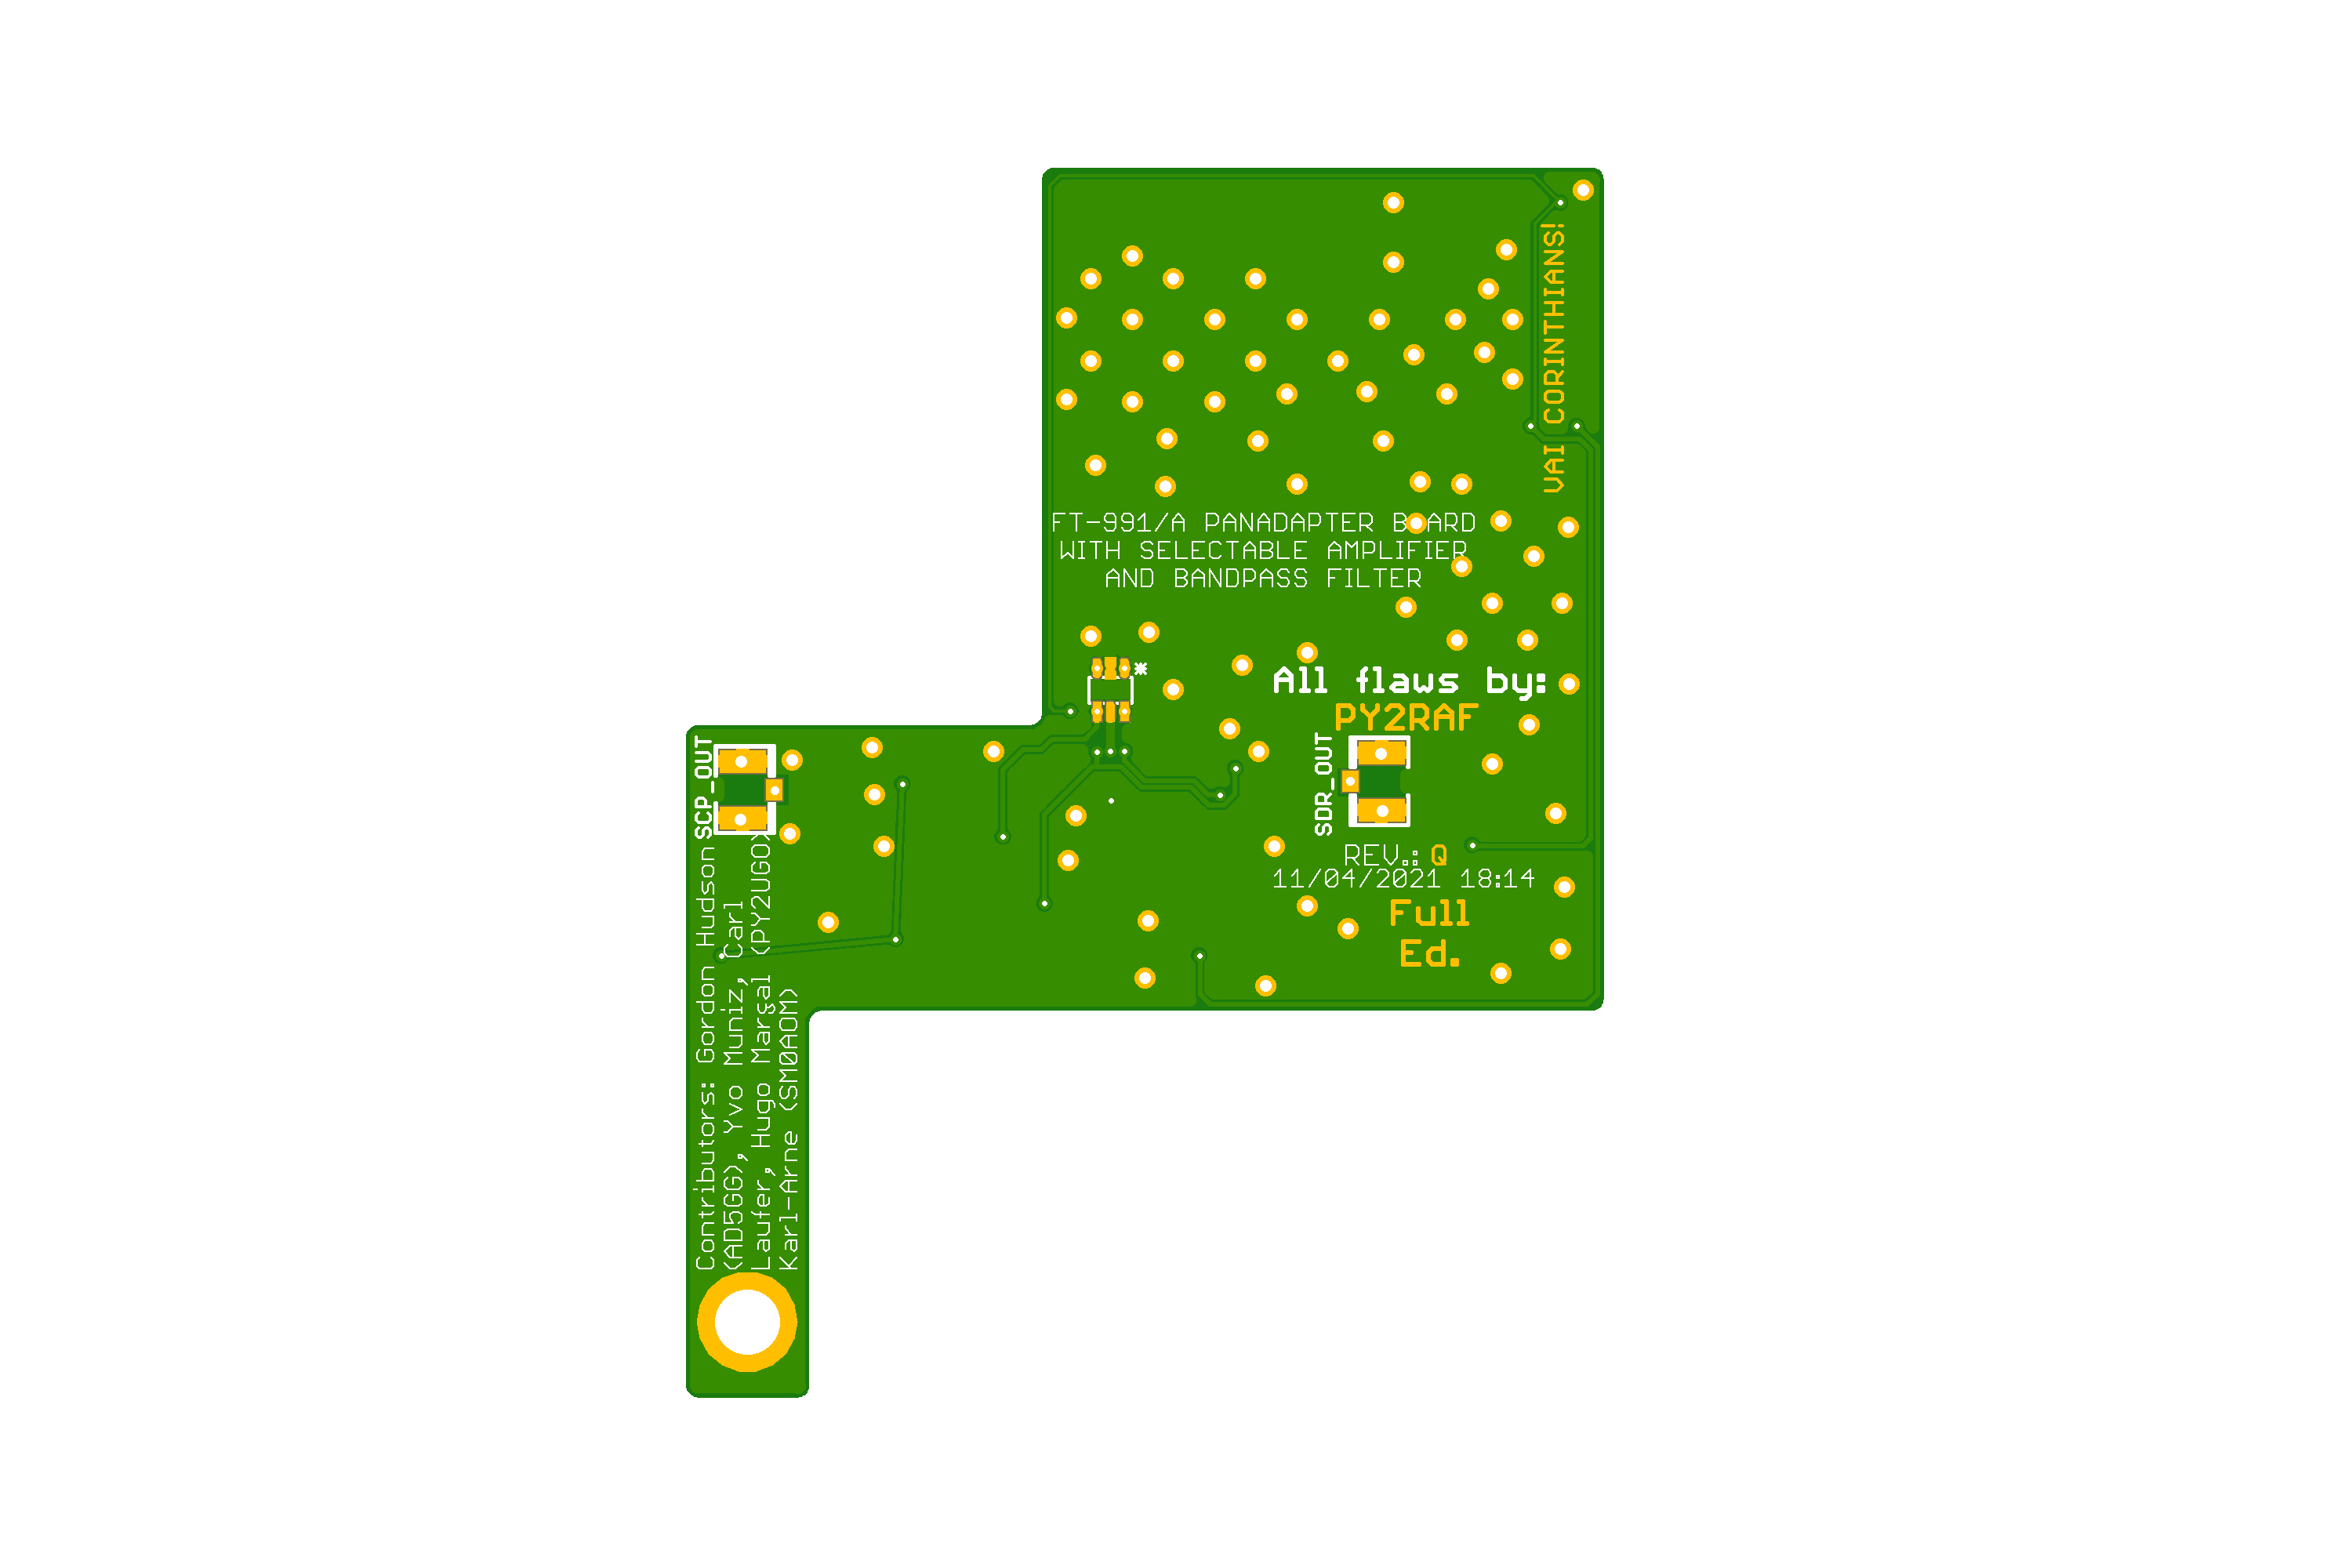 VAI CORINTHIANS!
FT-991/A PANADAPTER BOARD
WITH SELECTABLE AMPLIFIER
AND BANDPASS FILTER
*
All flaws by:
PY2RAF
SCP_OUT
SDR_OUT
REV.: Q
11/04/2021 18:14
Full
Ed.
Contributors: Gordon Hudson
(AD5GG), Yvo Muniz, Carl
Laufer, Hugo Marsal (PY2UGO)
Karl-Arne (SM0AOM)